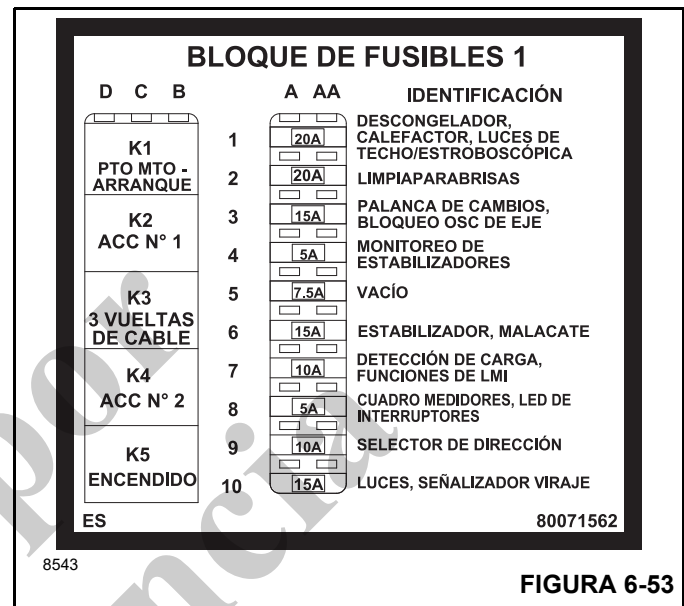 BLOQUE DE FUSIBLES 1
D C B A AA IDENTIFICACIÓN
K1
PTO MTO -
ARRANQUE
K2
ACC N° 1
K3
3 VUELTAS
DE CABLE
K4
ACC N° 2
K5
ENCENDIDO
1 20A DESCONGELADOR,
CALEFACTOR, LUCES DE
TECHO/ESTROBOSCÓPICA
2 20A LIMPIAPARABRISAS
3 15A PALANCA DE CAMBIOS,
BLOQUEO OSC DE EJE
4 5A MONITOREO DE
ESTABILIZADORES
5 7.5A VACÍO
6 15A ESTABILIZADOR, MALACATE
7 10A DETECCIÓN DE CARGA,
FUNCIONES DE LMI
8 5A CUADRO MEDIDORES, LED DE
INTERRUPTORES
9 10A SELECTOR DE DIRECCIÓN
10 15A LUCES, SEÑALIZADOR VIRAJE
ES 80071562
8543
FIGURA 6-53
por